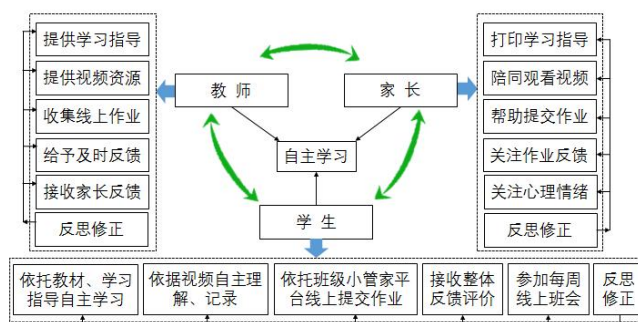 提供学习指导
提供视频资源
收集线上作业
给予及时反馈
接收家长反馈
反思修正
教 师
家 长
自主学习
学 生
打印学习指导
陪同观看视频
帮助提交作业
关注作业反馈
关注心理情绪
反思修正
依托教材、学习
指导自主学习
依据视频自主理
解、记录
依托班级小管家平
台线上提交作业
接收整体
反馈评价
参加每周
线上班会
反思
修正